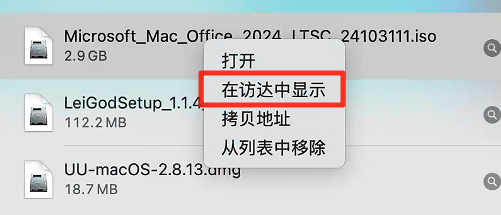 Microsoft_Mac_Office_2024_LTSC_24103111.iso
2.9 GB
打开
在访达中显示
LeiGodSetup_1.1.4
112.2 MB
拷贝地址
从列表中移除
UU-macOS-2.8.13.dmg
18.7 MB